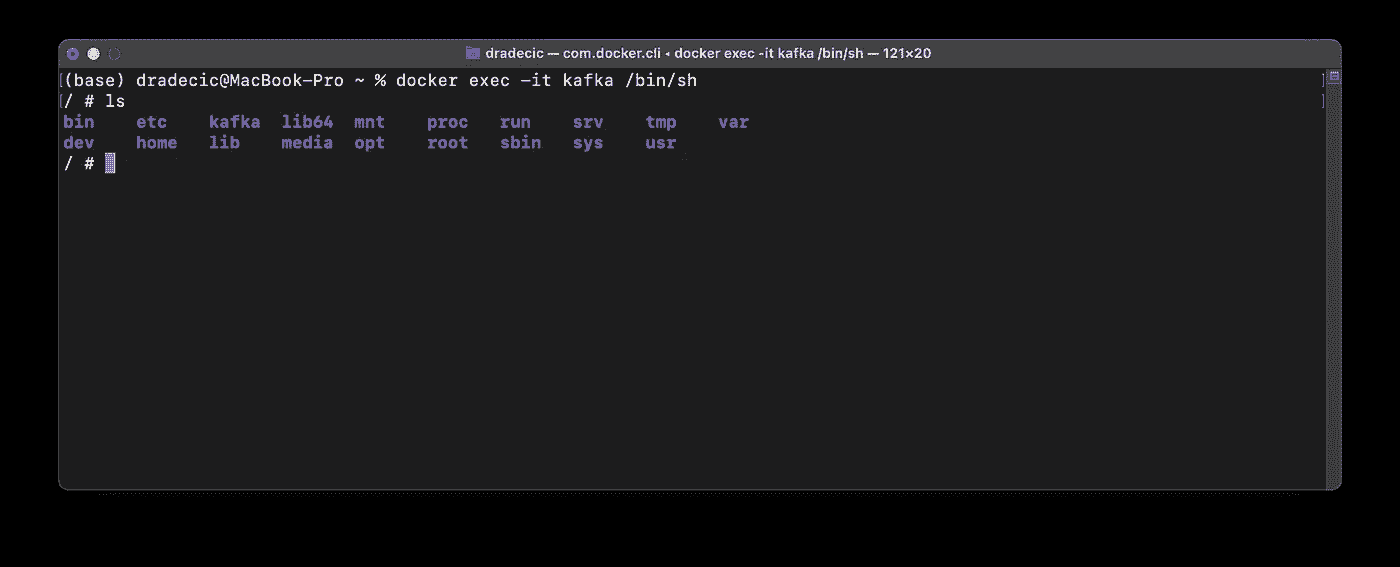 dradecic — com.docker.cli ◂ docker exec -it kafka /bin/sh — 121×20
[(base) dradecic@MacBook-Pro ~ % docker exec -it kafka /bin/sh ]
[/ # ls ]
bin etc kafka lib64 mnt proc run srv tmp var
dev home lib media opt root sbin sys usr
/ #